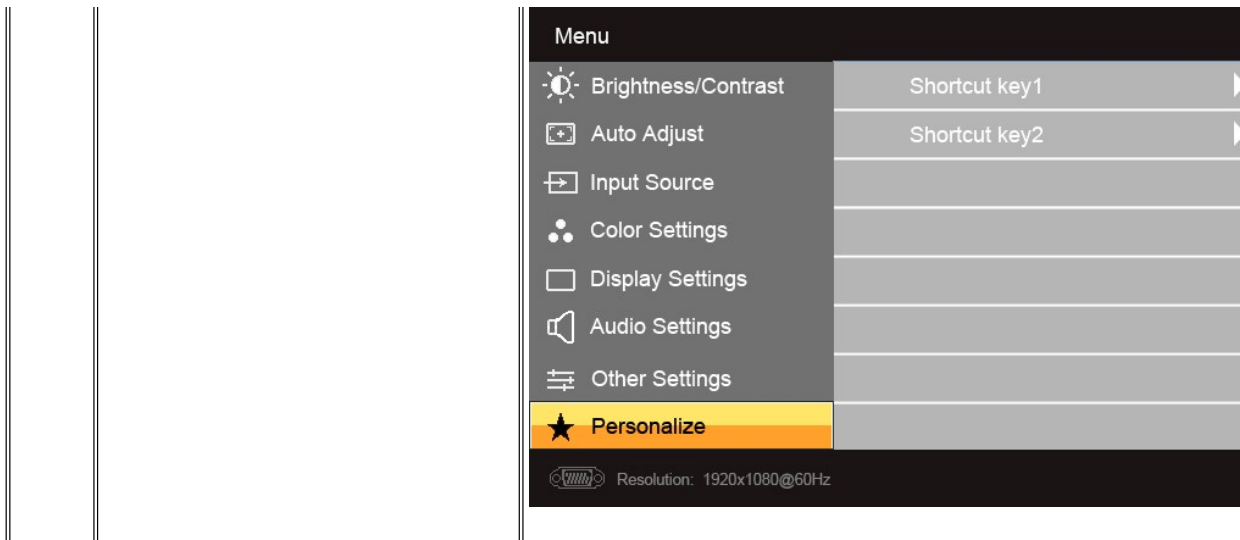 Menu
Brightness/Contrast
Auto Adjust
Input Source
Color Settings
Display Settings
Audio Settings
Other Settings
Personalize
Shortcut key1
Shortcut key2
Resolution: 1920x1080@60Hz